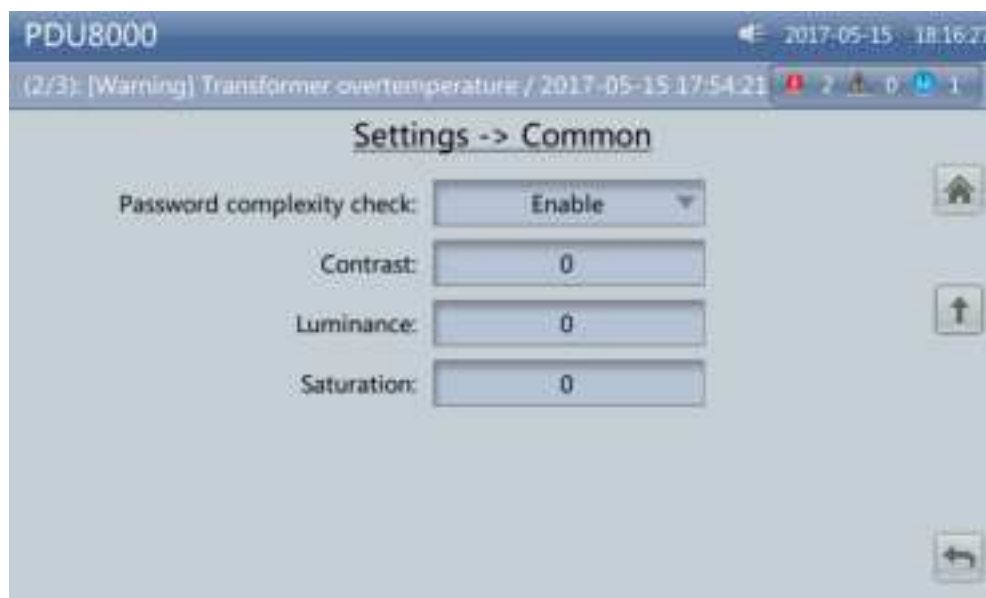 PDU8000 2017-05-15 18:16:27
(2/3): [Warning] Transformer overtemperature / 2017-05-15 17:54:21 2 0 1
Settings -> Common
Password complexity check: Enable
Contrast: 0
Luminance: 0
Saturation: 0